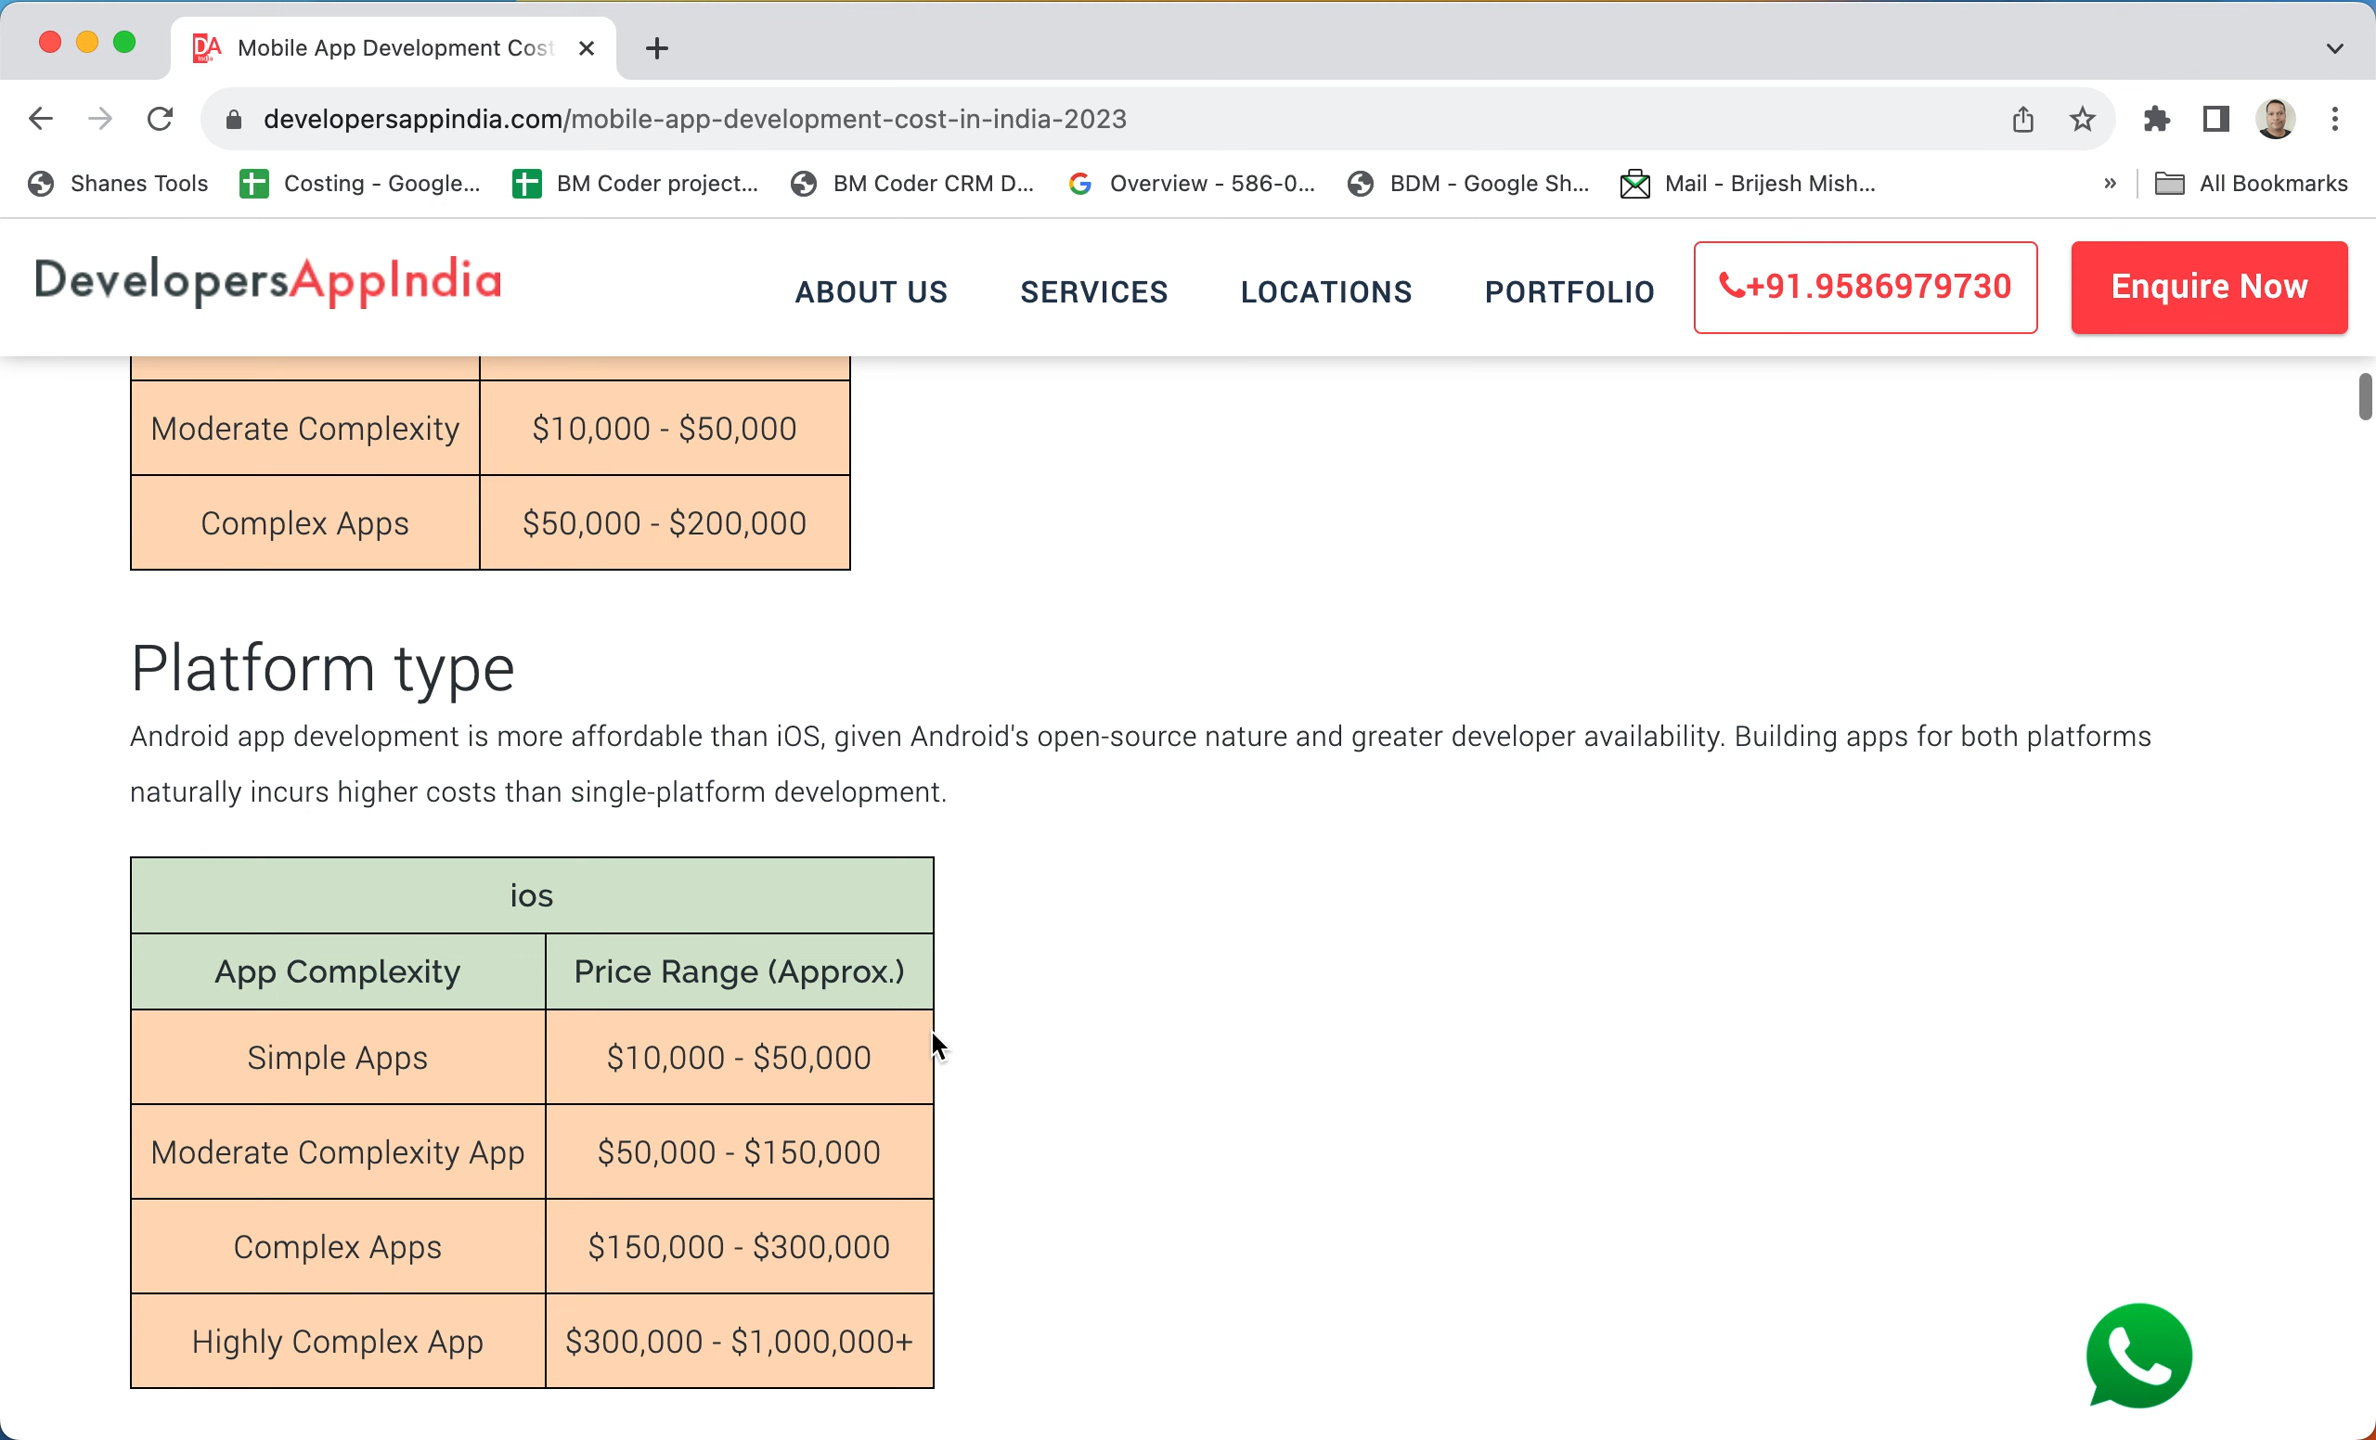 Mobile App Development Cost
developersappindia.com/mobile-app-development-cost-in-india-2023
Shanes Tools
Costing - Google...
BM Coder project...
BM Coder CRM D...
Overview - 586-0...
BDM - Google Sh...
Mail - Brijesh Mish...
»
All Bookmarks
DevelopersAppIndia
ABOUT US
SERVICES
LOCATIONS
PORTFOLIO
+91.9586979730
Enquire Now
Moderate Complexity
$10,000 - $50,000
Complex Apps
$50,000 - $200,000
Platform type
Android app development is more affordable than iOS, given Android's open-source nature and greater developer availability. Building apps for both platforms
naturally incurs higher costs than single-platform development.
ios
App Complexity
Price Range (Approx.)
Simple Apps
$10,000 - $50,000
Moderate Complexity App
$50,000 - $150,000
Complex Apps
$150,000 - $300,000
Highly Complex App
$300,000 - $1,000,000+